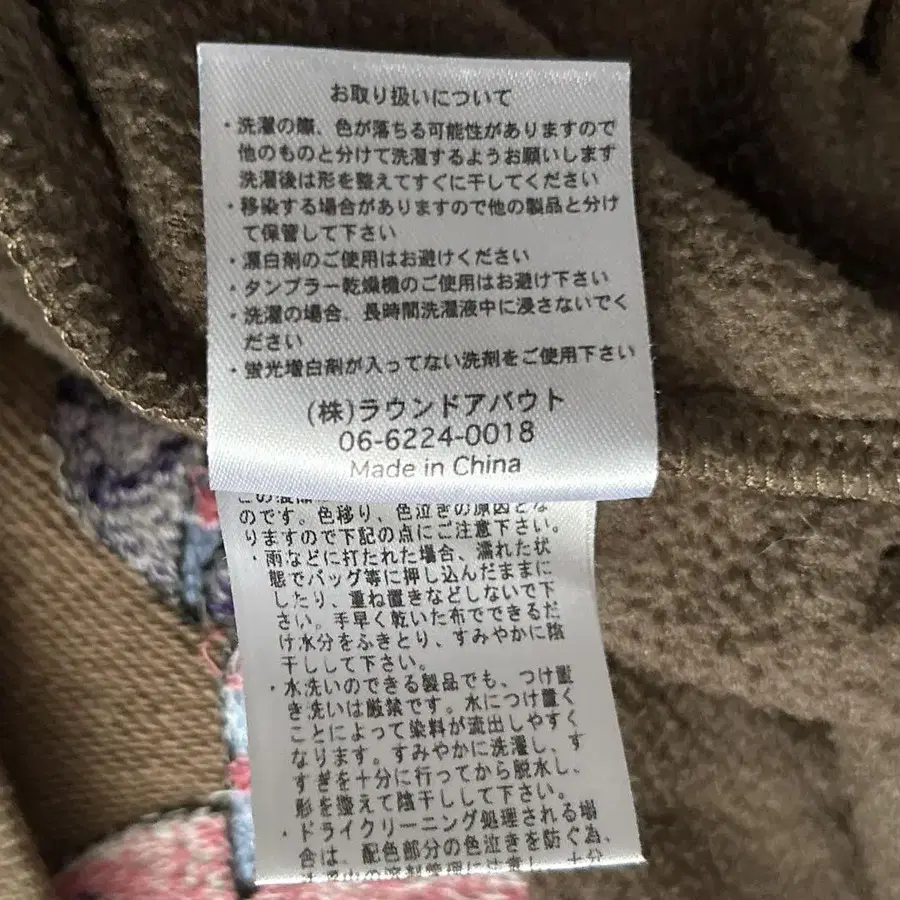 お取り扱いについて
・洗濯の際、色が落ちる可能性がありますので
他のものと分けて洗濯するようお願いします
洗濯後は形を整えてすぐに干してください
・移染する場合がありますので他の製品と分け
て保管して下さい
・漂白剤のご使用はお避けください
・タンブラー乾燥機のご使用はお避け下さい
・洗濯の場合、長時間洗濯液中に浸さないでく
ださい
・蛍光増白剤が入ってない洗剤をご使用下さい
(株)ラウンドアバウト
06-6224-0018
Made in China
のです。色移り、色泣きの原因とな
りますので下記の点にご注意下さい。
・雨などに打たれた場合、濡れた状
態でバッグ等に押し込んだままに
したり、重ね置きなどしないで下
さい。手早く乾いた布でできるだ
け水分をふきとり、すみやかに陰
干しして下さい。
・水洗いのできる製品でも、つけ置
き洗いは厳禁です。水につけ置く
ことによって染料が流出しやすく
なります。すみやかに洗濯し、す
すぎを十分に行ってから脱水し、
形を整えて陰干しして下さい。
・ドライクリーニング処理される場
合は、配色部分の色泣きを防ぐ為、